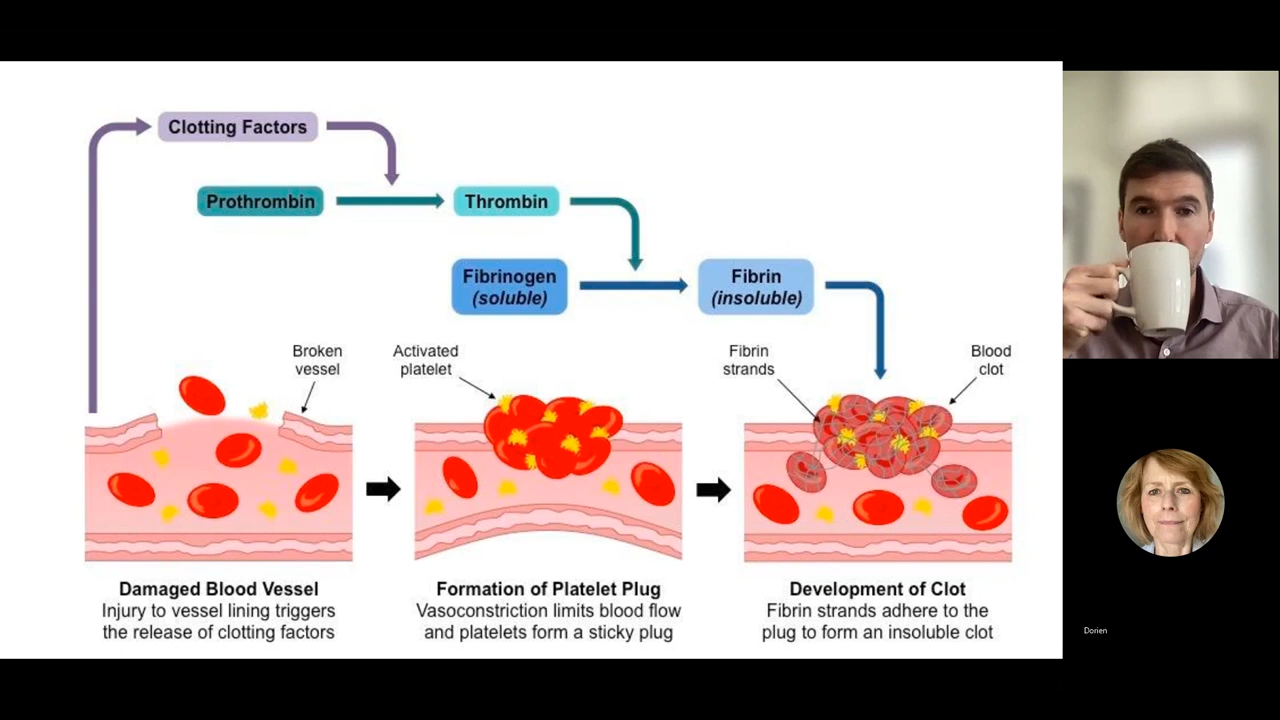 Clotting Factors
Prothrombin
Thrombin
Fibrinogen
(soluble)
Fibrin
(insoluble)
Broken
vessel
Activated
platelet
Fibrin
strands
Blood
clot
Damaged Blood Vessel
Injury to vessel lining triggers
the release of clotting factors
Formation of Platelet Plug
Vasoconstriction limits blood flow
and platelets form a sticky plug
Development of Clot
Fibrin strands adhere to the
plug to form an insoluble clot
Dorien